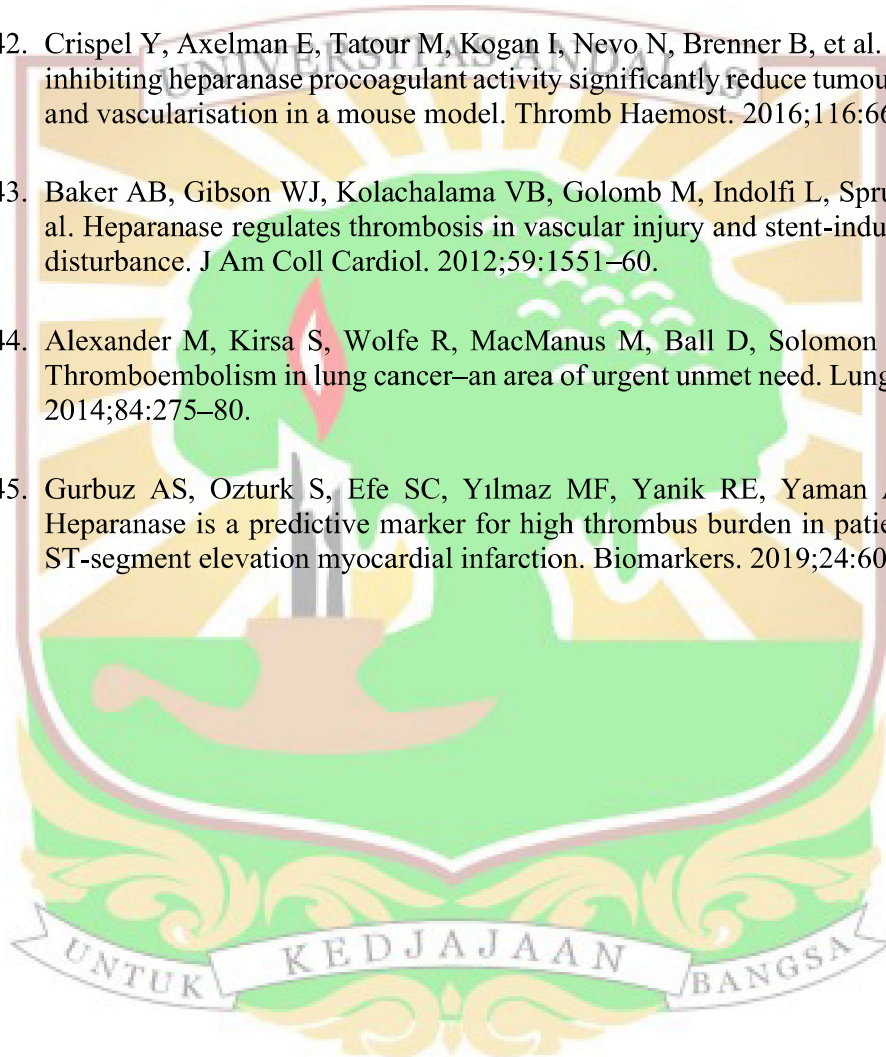 42. Crispel Y, Axelman E, Tatour M, Kogan I, Nevo N, Brenner B, et al.
inhibiting heparanase procoagulant activity significantly reduce tumou
and vascularisation in a mouse model. Thromb Haemost. 2016;116:66
UNIVERSITAS ANDALAS
43. Baker AB, Gibson WJ, Kolachalama VB, Golomb M, Indolfi L, Spru
al. Heparanase regulates thrombosis in vascular injury and stent-indu
disturbance. J Am Coll Cardiol. 2012;59:1551–60.
44. Alexander M, Kirsa S, Wolfe R, MacManus M, Ball D, Solomon
Thromboembolism in lung cancer–an area of urgent unmet need. Lung
2014;84:275–80.
45. Gurbuz AS, Ozturk S, Efe SC, Yılmaz MF, Yanik RE, Yaman
Heparanase is a predictive marker for high thrombus burden in patie
ST-segment elevation myocardial infarction. Biomarkers. 2019;24:60
UNTUK KEDJAJAAN BANGSA